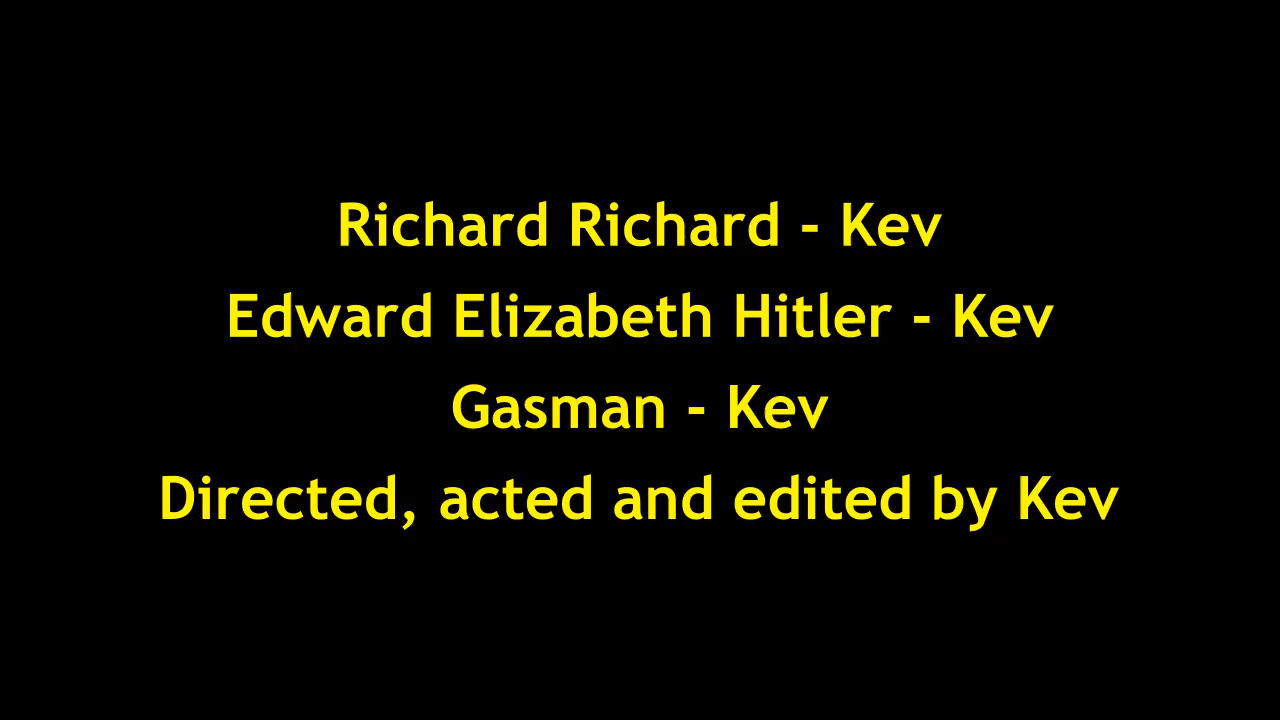 Richard Richard - Kev
Edward Elizabeth Hitler - Kev
Gasman - Kev
Directed, acted and edited by Kev